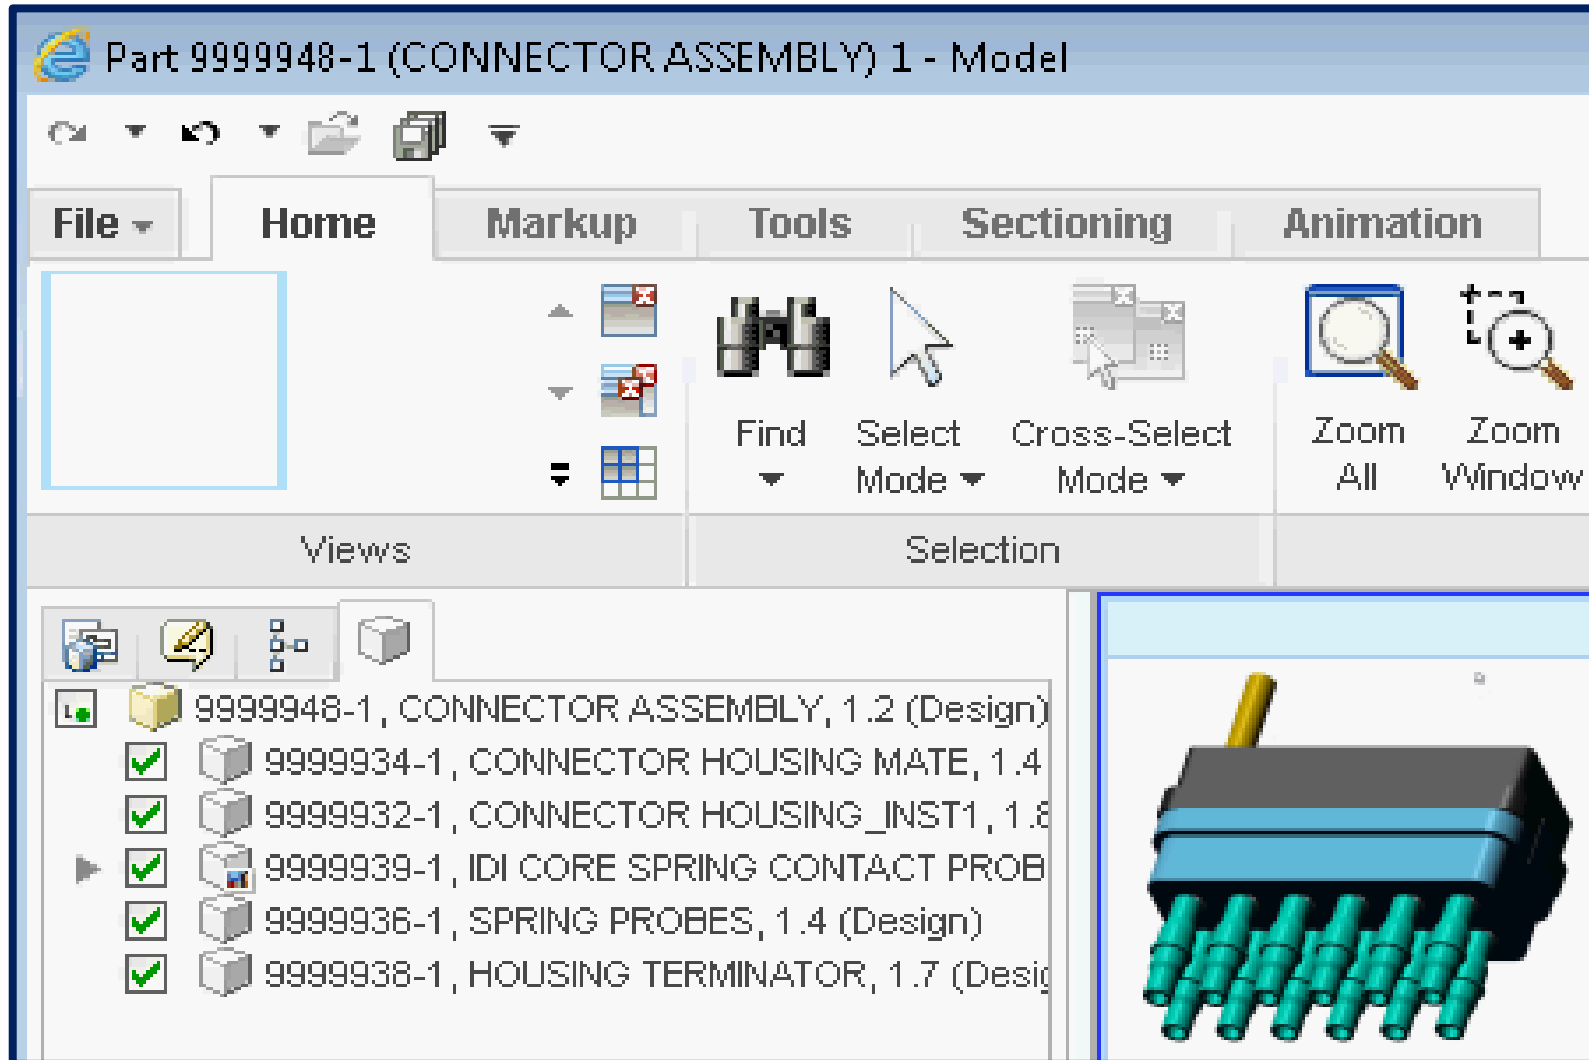 Part 9999948-1 (CONNECTOR ASSEMBLY) 1 - Model
File Home Markup Tools Sectioning Animation
Find Select Mode Cross-Select Mode Zoom All Zoom Window
Views Selection
9999948-1, CONNECTOR ASSEMBLY, 1.2 (Design)
9999934-1, CONNECTOR HOUSING MATE, 1.4
9999932-1, CONNECTOR HOUSING_INST1, 1.8
9999939-1, IDI CORE SPRING CONTACT PROB
9999936-1, SPRING PROBES, 1.4 (Design)
9999938-1, HOUSING TERMINATOR, 1.7 (Desig